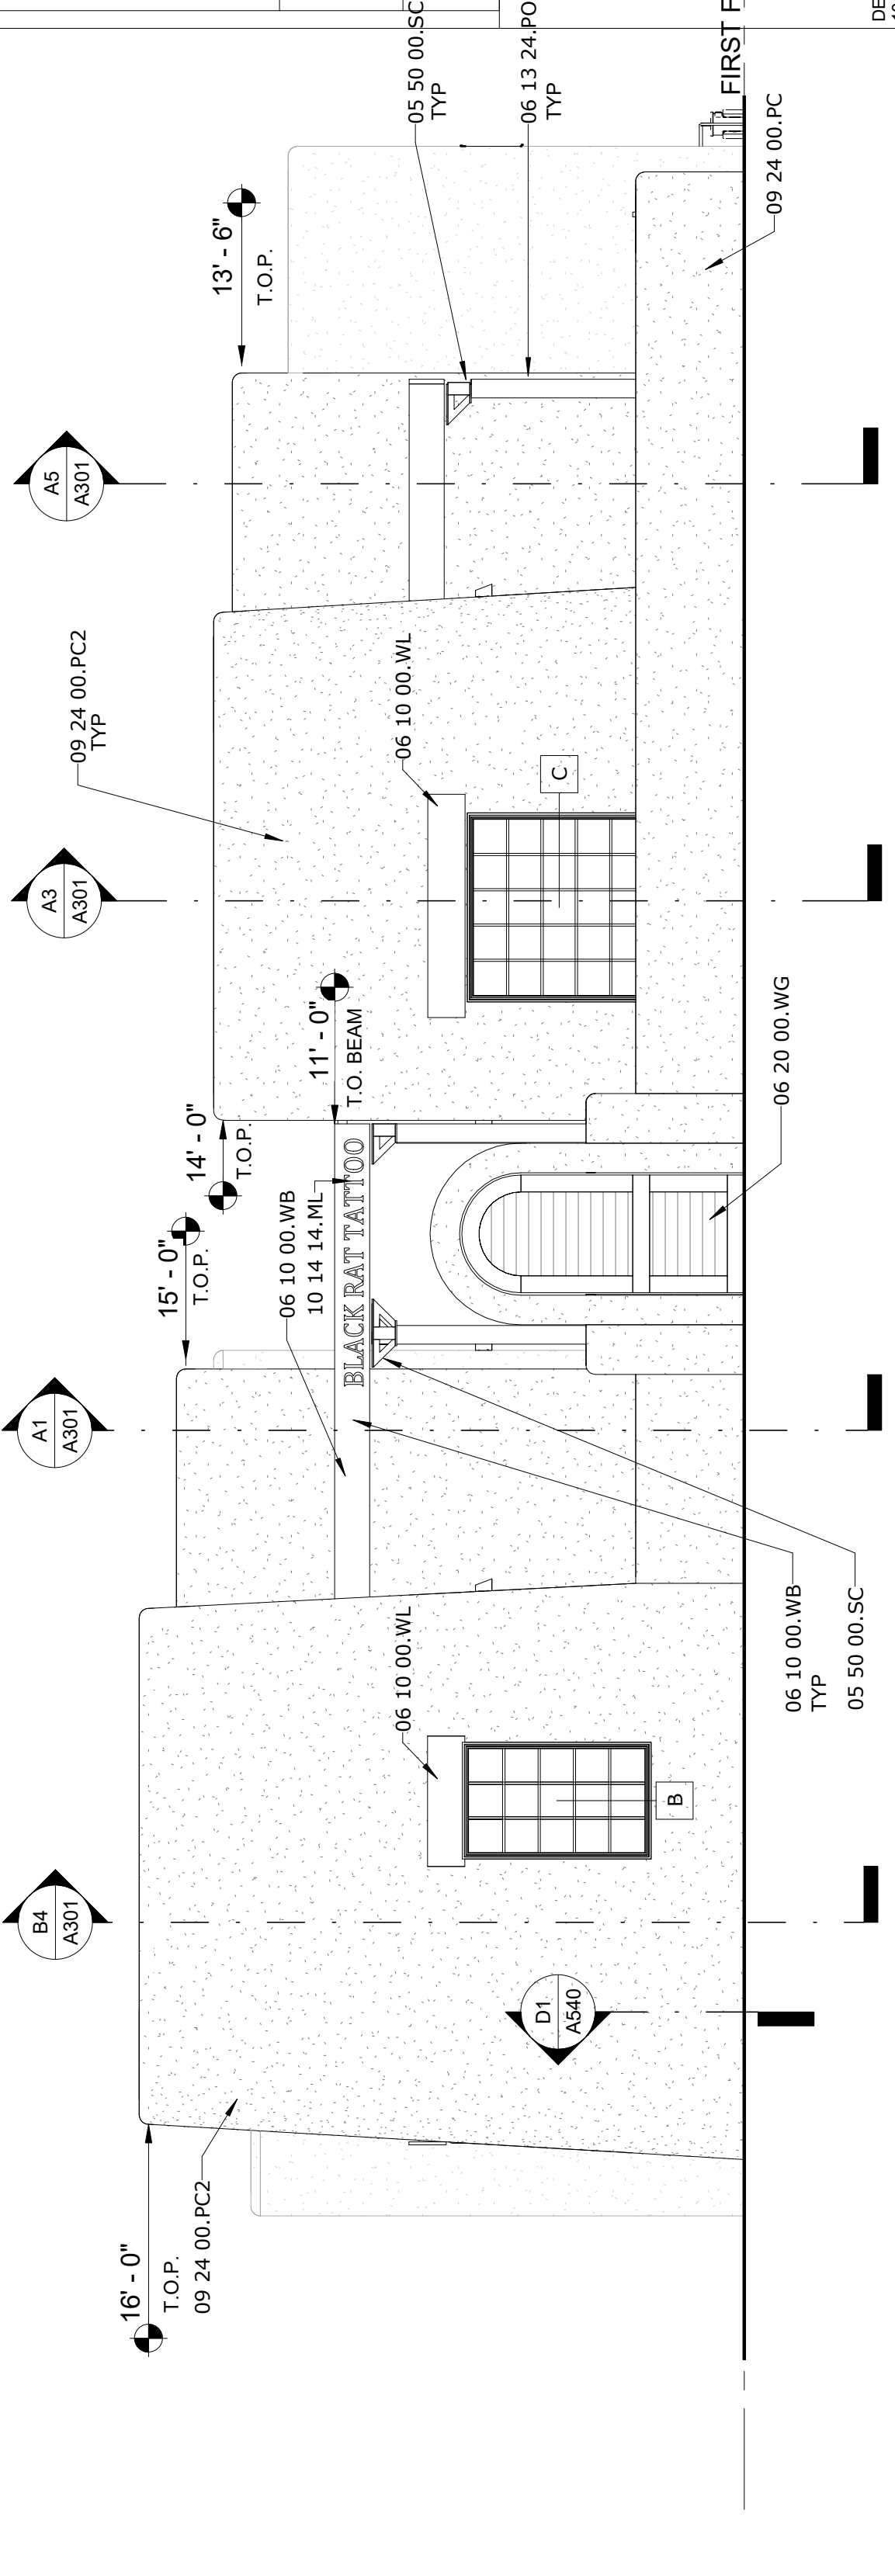 16' - 0"
T.O.P.
09 24 00.PC2
B4
A301
D1
A540
06 10 00.WL
B
A1
A301
15' - 0"
T.O.P.
14' - 0"
T.O.P.
06 10 00.WB
10 14 14.ML
BLACK RAT TATTOO
11' - 0"
T.O. BEAM
06 10 00.WB
TYP
05 50 00.SC
06 20 00.WG
A3
A301
09 24 00.PC2
TYP
06 10 00.WL
C
A5
A301
13' - 6"
T.O.P.
05 50 00.SC
TYP
06 13 24.PO
TYP
09 24 00.PC
FIRST F
DE